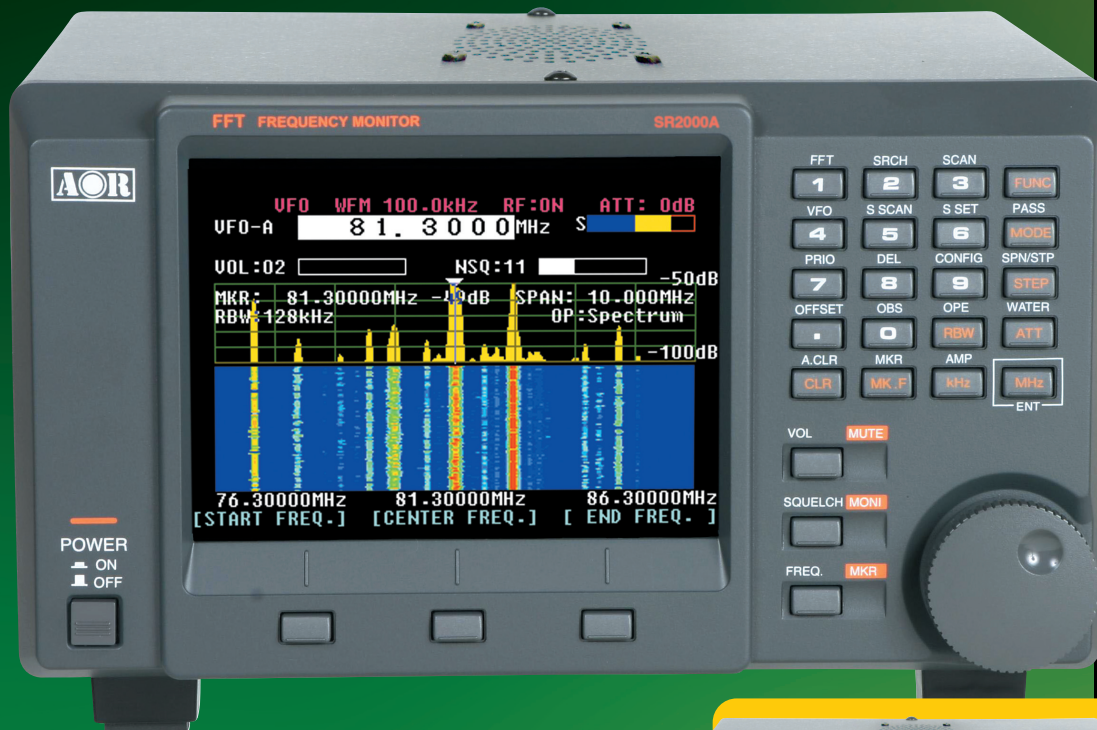 FFT FREQUENCY MONITOR SR2000A
AOR
VFO WFM 100.0kHz RF:ON ATT: 0dB
VFO-A 81.3000MHz S
VOL:02 NSQ:11
-50dB
MKR: 81.30000MHz -49dB SPAN: 10.000MHz
RBW:128kHz OP:Spectrum
-100dB
76.30000MHz 81.30000MHz 86.30000MHz
[START FREQ.] [CENTER FREQ.] [ END FREQ. ]
POWER
ON
OFF
FFT SRCH SCAN
1 2 3 FUNC
VFO S SCAN S SET PASS
4 5 6 MODE
PRIO DEL CONFIG SPN/STP
7 8 9 STEP
OFFSET OBS OPE WATER
. 0 RBW ATT
A.CLR MKR AMP
CLR MK.F kHz MHz
ENT
VOL MUTE
SQUELCH MONI
FREQ. MKR